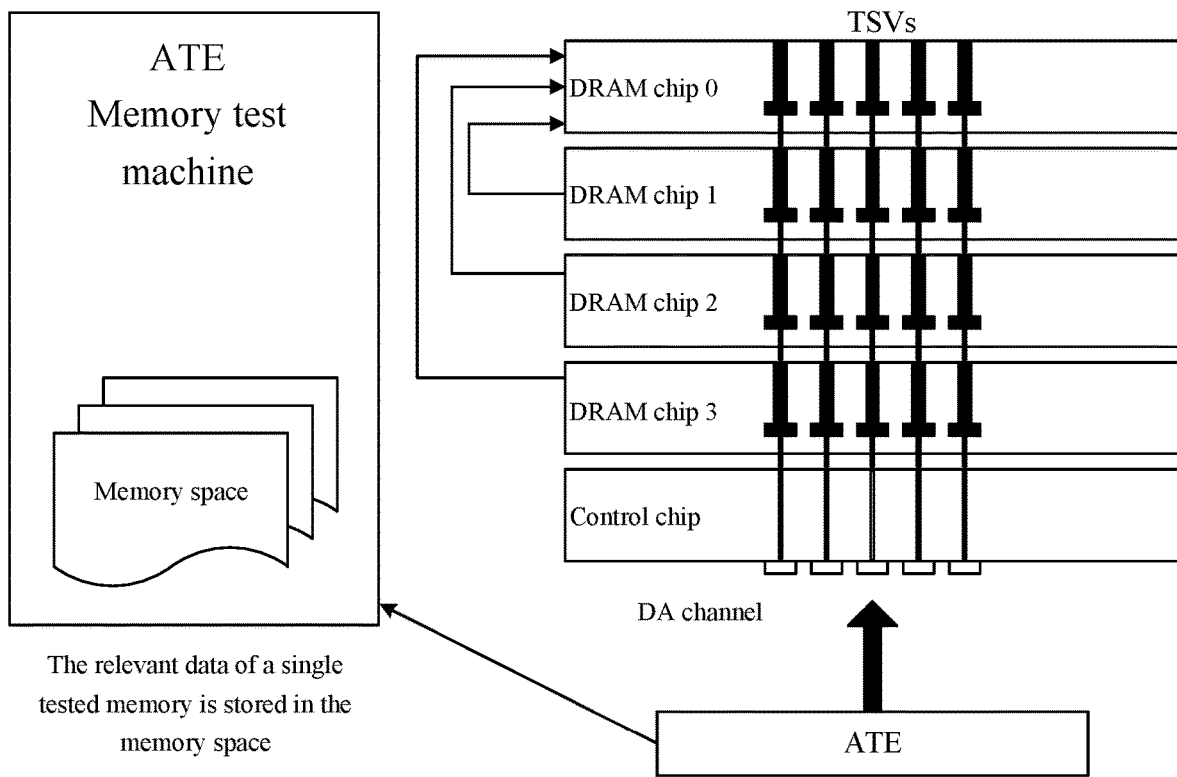 ATE
Memory test
machine
Memory space
The relevant data of a single
tested memory is stored in the
memory space
TSVs
DRAM chip 0
DRAM chip 1
DRAM chip 2
DRAM chip 3
Control chip
DA channel
ATE